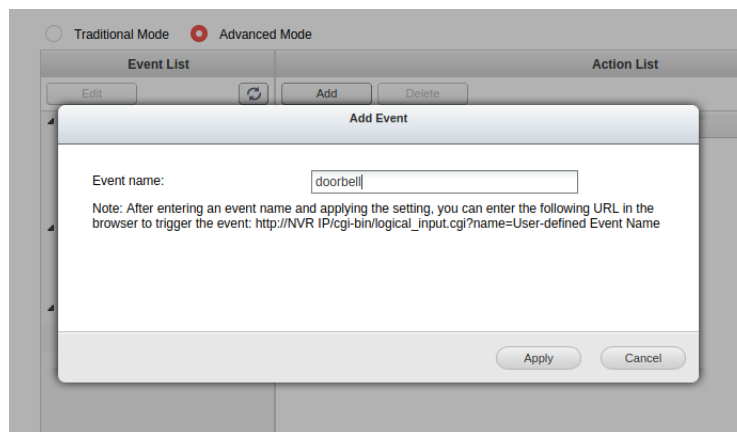 Traditional Mode Advanced Mode
Event List Action List
Edit Add Delete
Add Event
Event name: doorbell
Note: After entering an event name and applying the setting, you can enter the following URL in the
browser to trigger the event: http://NVR IP/cgi-bin/logical_input.cgi?name=User-defined Event Name
Apply Cancel